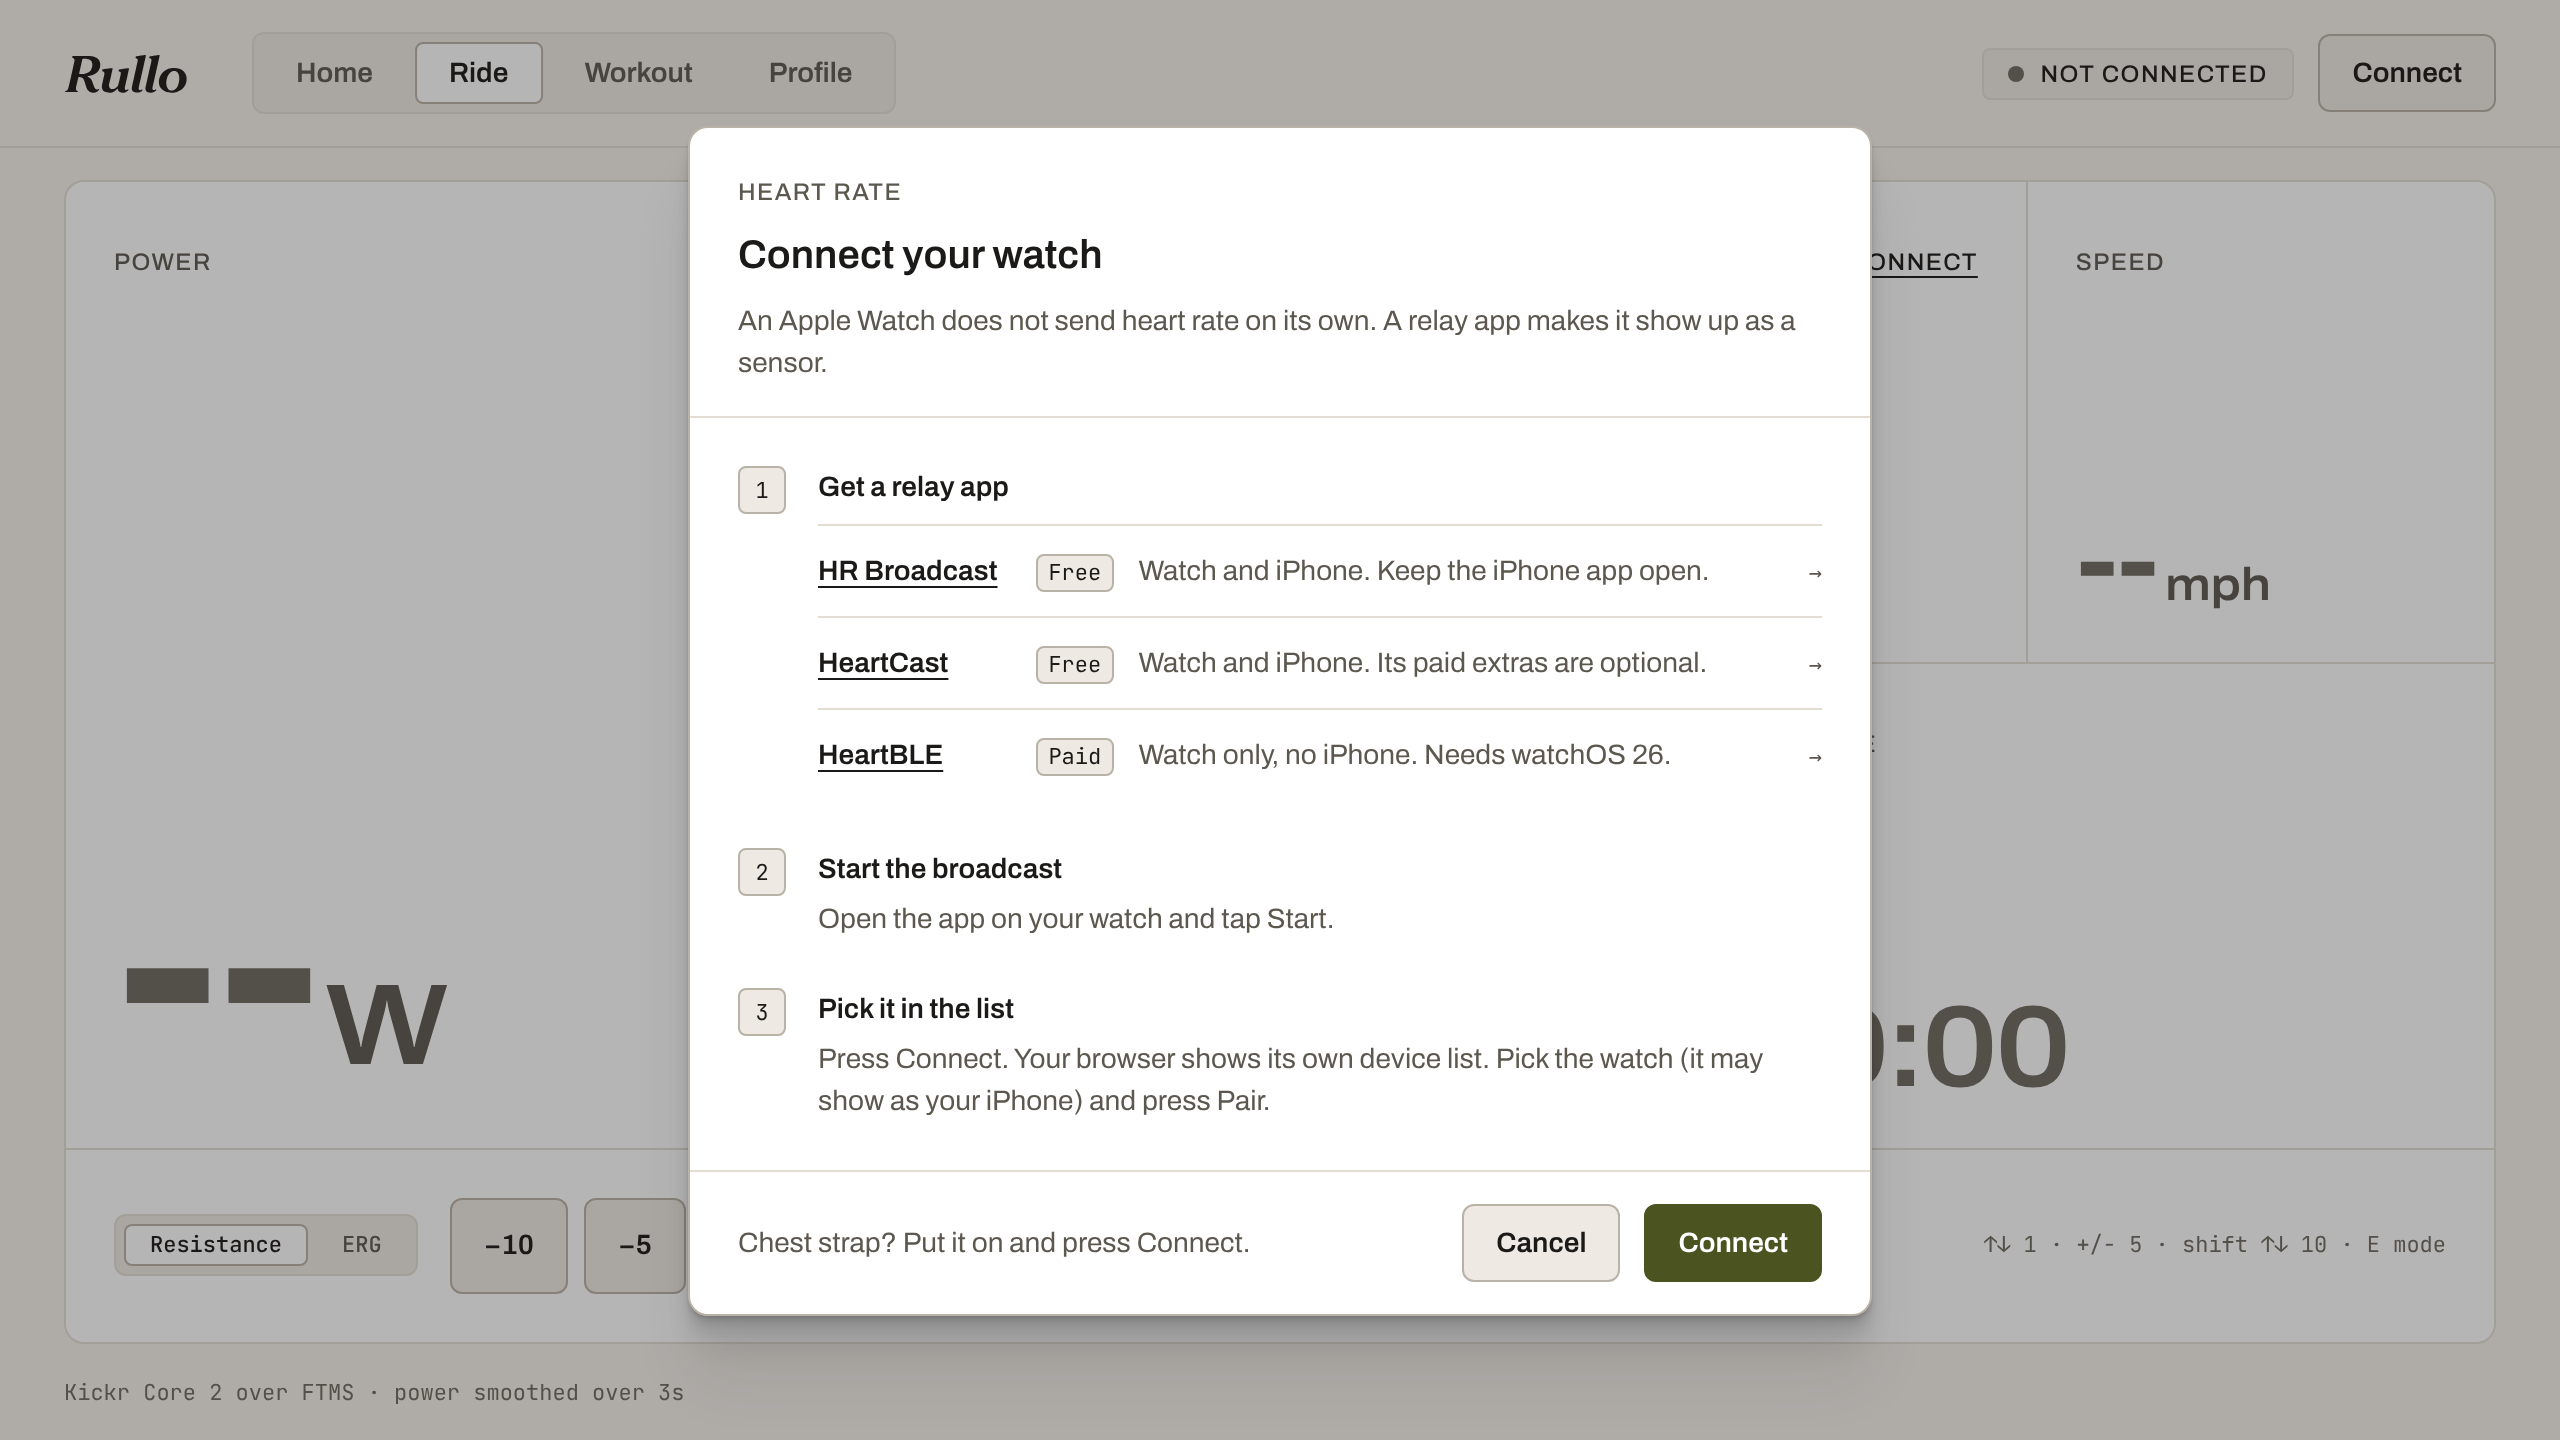 Rullo
Home
Ride
Workout
Profile
NOT CONNECTED
Connect
POWER
-- W
ONNECT
SPEED
-- mph
HEART RATE
Connect your watch
An Apple Watch does not send heart rate on its own. A relay app makes it show up as a
sensor.
1
Get a relay app
HR Broadcast
Free
Watch and iPhone. Keep the iPhone app open.
→
HeartCast
Free
Watch and iPhone. Its paid extras are optional.
→
HeartBLE
Paid
Watch only, no iPhone. Needs watchOS 26.
→
2
Start the broadcast
Open the app on your watch and tap Start.
3
Pick it in the list
Press Connect. Your browser shows its own device list. Pick the watch (it may
show as your iPhone) and press Pair.
Chest strap? Put it on and press Connect.
Cancel
Connect
:00
Resistance
ERG
−10
−5
↑↓ 1 · +/- 5 · shift ↑↓ 10 · E mode
Kickr Core 2 over FTMS · power smoothed over 3s